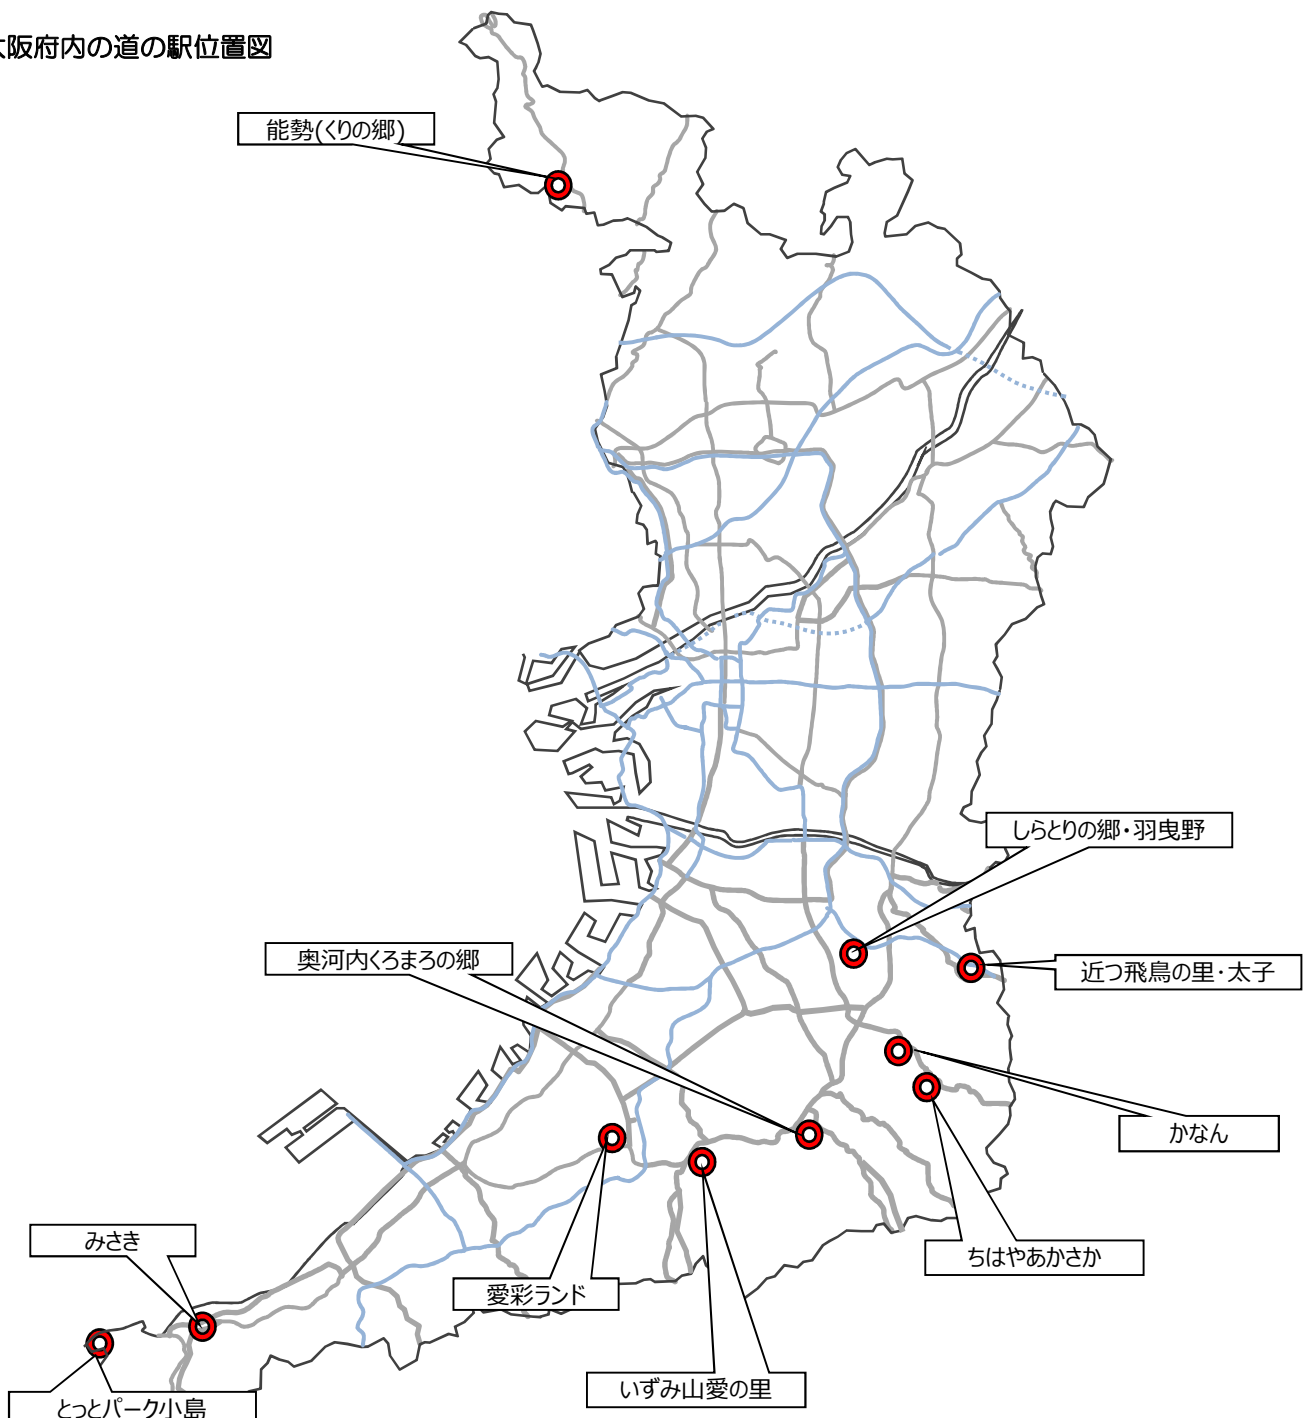 大阪府内の道の駅位置図
能勢(くりの郷)
しらとりの郷・羽曳野
奥河内くろまろの郷
近つ飛鳥の里・太子
かなん
ちはやあかさか
みさき
愛彩ランド
いずみ山愛の里
とっとパーク小島